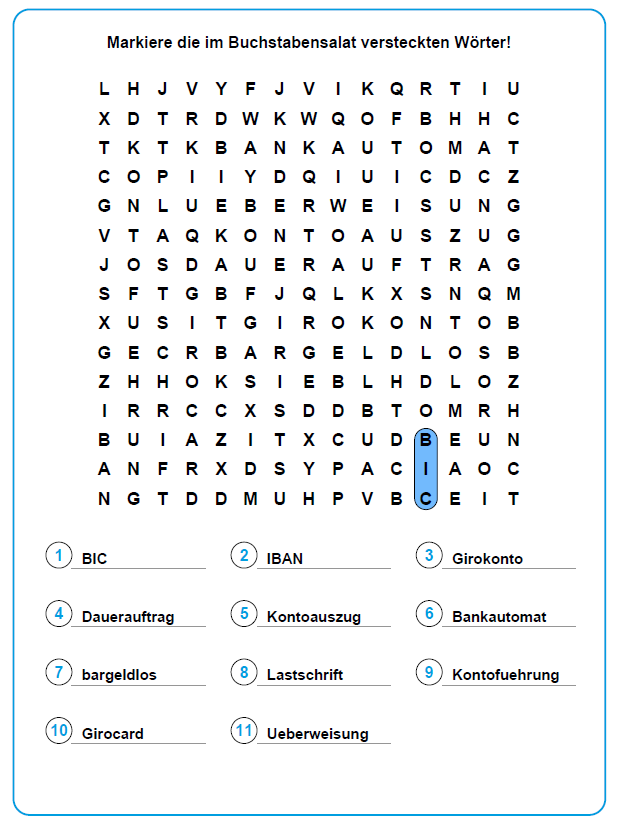 Markiere die im Buchstabensalat versteckten Wörter!
L H J V Y F J V I K Q R T I U
X D T R D W K W Q O F B H H C
T K T K B A N K A U T O M A T
C O P I I Y D Q I U I C D C Z
G N L U E B E R W E I S U N G
V T A Q K O N T O A U S Z U G
J O S D A U E R A U F T R A G
S F T G B F J Q L K X S N Q M
X U S I T G I R O K O N T O B
G E C R B A R G E L D L O S B
Z H H O K S I E B L H D L O Z
I R R C C X S D D B T O M R H
B U I A Z I T X C U D B E U N
A N F R X D S Y P A C I A O C
N G T D D M U H P V B C E I T
1 BIC 2 IBAN 3 Girokonto
4 Dauerauftrag 5 Kontoauszug 6 Bankautomat
7 bargeldlos 8 Lastschrift 9 Kontofuehrung
10 Girocard 11 Ueberweisung